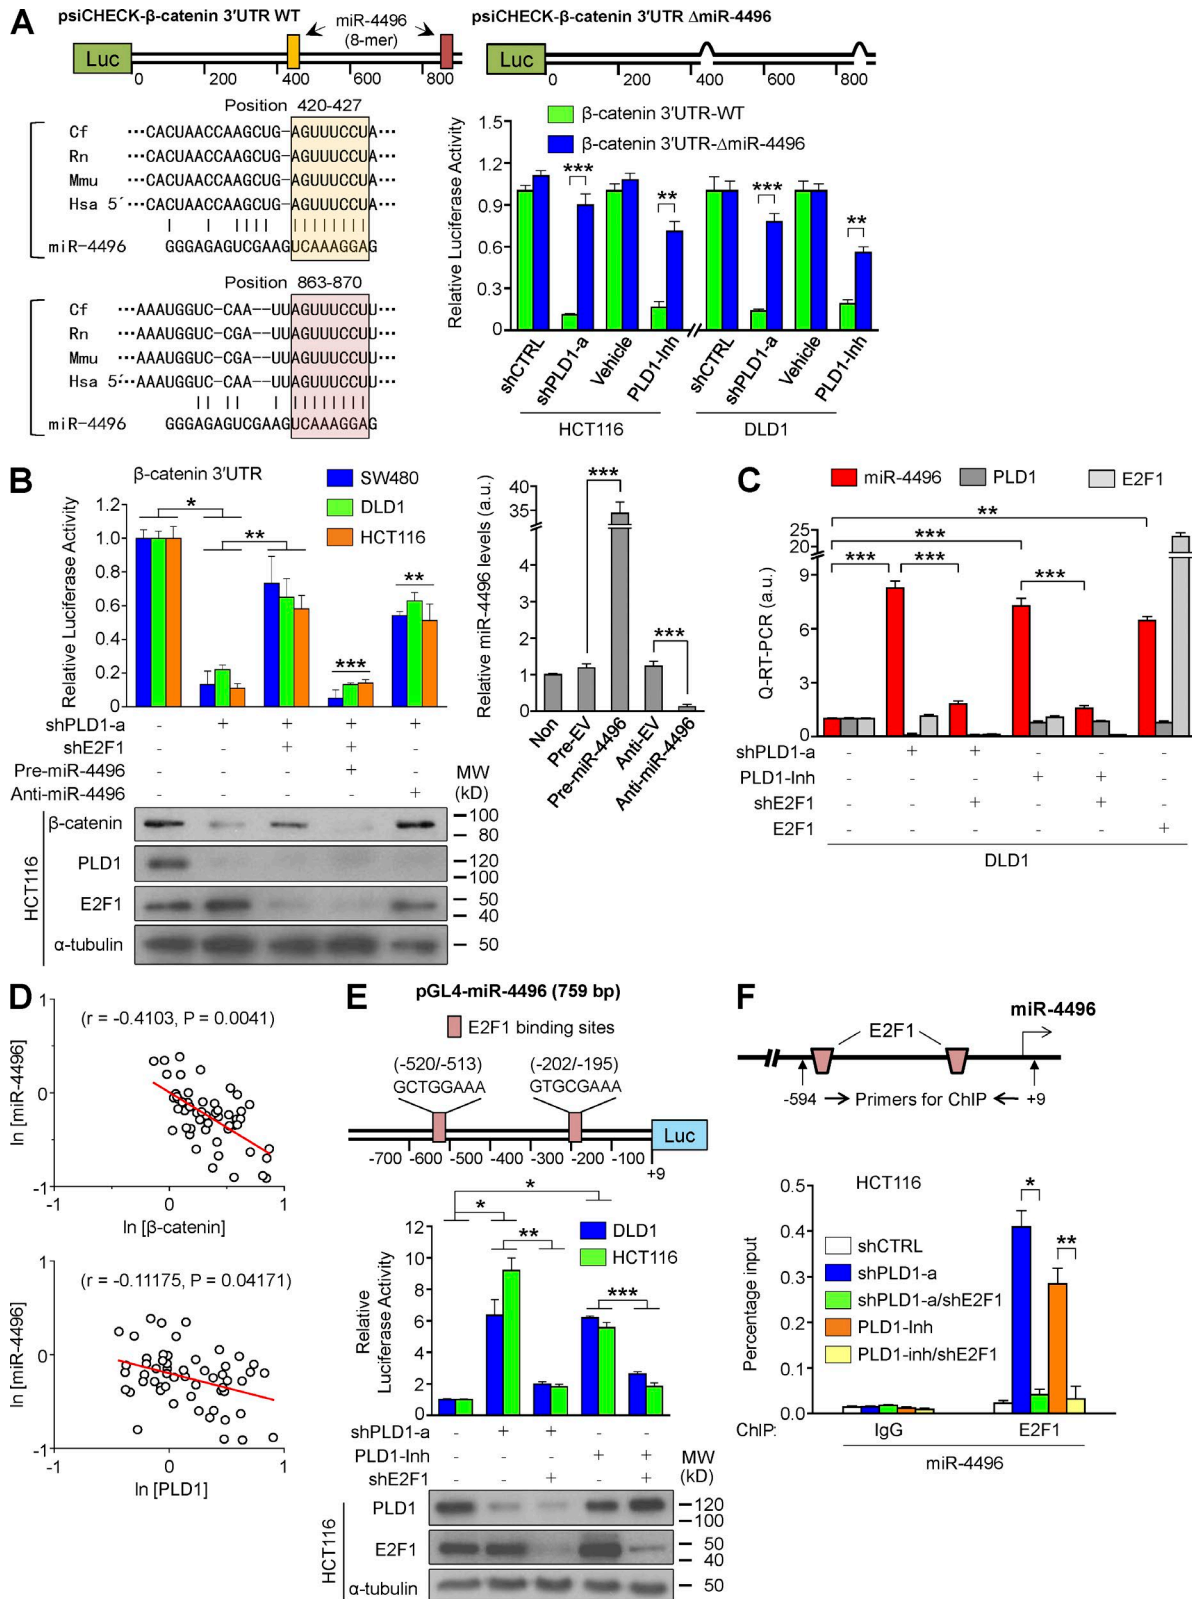 A
psiCHECK-β-catenin 3′UTR WT
miR-4496
(8-mer)
psiCHECK-β-catenin 3′UTR ΔmiR-4496
Luc
0 200 400 600 800
Luc
0 200 400 600 800
Position 420-427
Cf ···CACUAACCAAGCUG-AGUUUCCUA···
Rn ···CACUAACCAAGCUG-AGUUUCCUA···
Mmu ···CACUAACCAAGCUG-AGUUUCCUA···
Hsa 5′···CACUAACCAAGCUG-AGUUUCCUA···
miR-4496 GGGAGAGUCGAAGUCAAAGGAG
Position 863-870
Cf ···AAAUGGUC-CAA--UUAGUUUCCUU···
Rn ···AAAUGGUC-CGA--UUAGUUUCCUU···
Mmu ···AAAUGGUC-CGA--UUAGUUUCCUU···
Hsa 5′···AAAUGGUC-CAA--UUAGUUUCCUU···
miR-4496 GGGAGAGUCGAAGUCAAAGGAG
β-catenin 3′UTR-WT
β-catenin 3′UTR-ΔmiR-4496
Relative Luciferase Activity
1.5
1.2
0.9
0.6
0.3
0
*** ** *** **
shCTRL shPLD1-a Vehicle PLD1-Inh shCTRL shPLD1-a Vehicle PLD1-Inh
HCT116 DLD1
B
β-catenin 3′UTR
SW480
DLD1
HCT116
Relative Luciferase Activity
1.2
1.0
0.8
0.6
0.4
0.2
0
* ** *** **
shPLD1-a - + + + +
shE2F1 - - + + -
Pre-miR-4496 - - - + -
Anti-miR-4496 - - - - +
MW
(kD)
HCT116
β-catenin 100 80
PLD1 120 100
E2F1 50 40
α-tubulin 50
Relative miR-4496 levels (a.u.)
40
35
4
3
2
1
0
*** ***
Non Pre-EV Pre-miR-4496 Anti-EV Anti-miR-4496
C
miR-4496 PLD1 E2F1
Q-RT-PCR (a.u.)
25
20
9
6
3
0
**
***
*** *** ***
shPLD1-a - + + - - -
PLD1-Inh - - - + + -
shE2F1 - - + - + -
E2F1 - - - - - +
DLD1
D
(r = -0.4103, P = 0.0041)
ln [miR-4496]
1
0
-1
-1 0 1
ln [β-catenin]
(r = -0.11175, P = 0.04171)
ln [miR-4496]
1
0
-1
-1 0 1
ln [PLD1]
E
pGL4-miR-4496 (759 bp)
E2F1 binding sites
(-520/-513) (-202/-195)
GCTGGAAA GTGCGAAA
Luc
-700 -600 -500 -400 -300 -200 -100 +9
DLD1
HCT116
Relative
Luciferase Activity
12
10
8
6
4
2
0
*
*
** ***
shPLD1-a - + + - -
PLD1-Inh - - - + +
shE2F1 - - + - +
MW
(kD)
HCT116
PLD1 120 100
E2F1 50 40
α-tubulin 50
F
miR-4496
E2F1
-594 Primers for ChIP +9
HCT116
shCTRL
shPLD1-a
shPLD1-a/shE2F1
PLD1-Inh
PLD1-inh/shE2F1
Percentage input
0.5
0.4
0.3
0.2
0.1
0.0
* **
ChIP: IgG E2F1
miR-4496